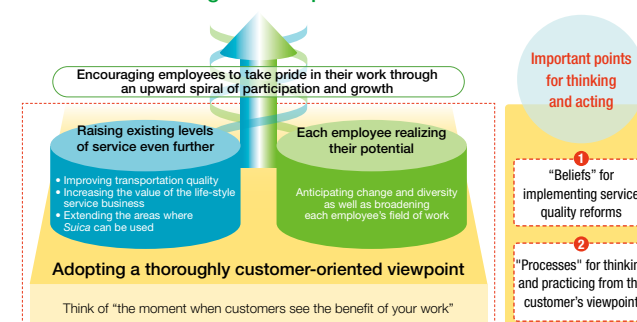 Encouraging employees to take pride in their work through
an upward spiral of participation and growth
Raising existing levels
of service even further
• Improving transportation quality
• Increasing the value of the life-style
service business
• Extending the areas where
Suica can be used
Each employee realizing
their potential
Anticipating change and diversity
as well as broadening
each employee's field of work
Adopting a thoroughly customer-oriented viewpoint
Think of “the moment when customers see the benefit of your work”
Important points
for thinking
and acting
1
“Beliefs” for
implementing service
quality reforms
2
"Processes" for
and practicing from
customer's viewpoint